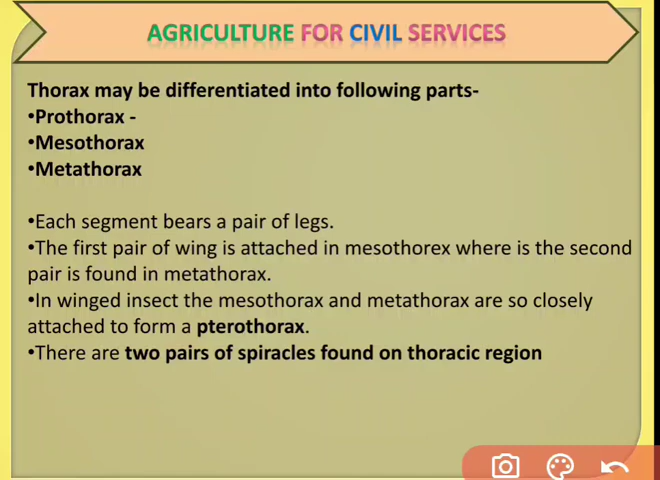 AGRICULTURE FOR CIVIL SERVICES
Thorax may be differentiated into following parts-
•Prothorax -
•Mesothorax
•Metathorax
•Each segment bears a pair of legs.
•The first pair of wing is attached in mesothorex where is the second
pair is found in metathorax.
•In winged insect the mesothorax and metathorax are so closely
attached to form a pterothorax.
•There are two pairs of spiracles found on thoracic region